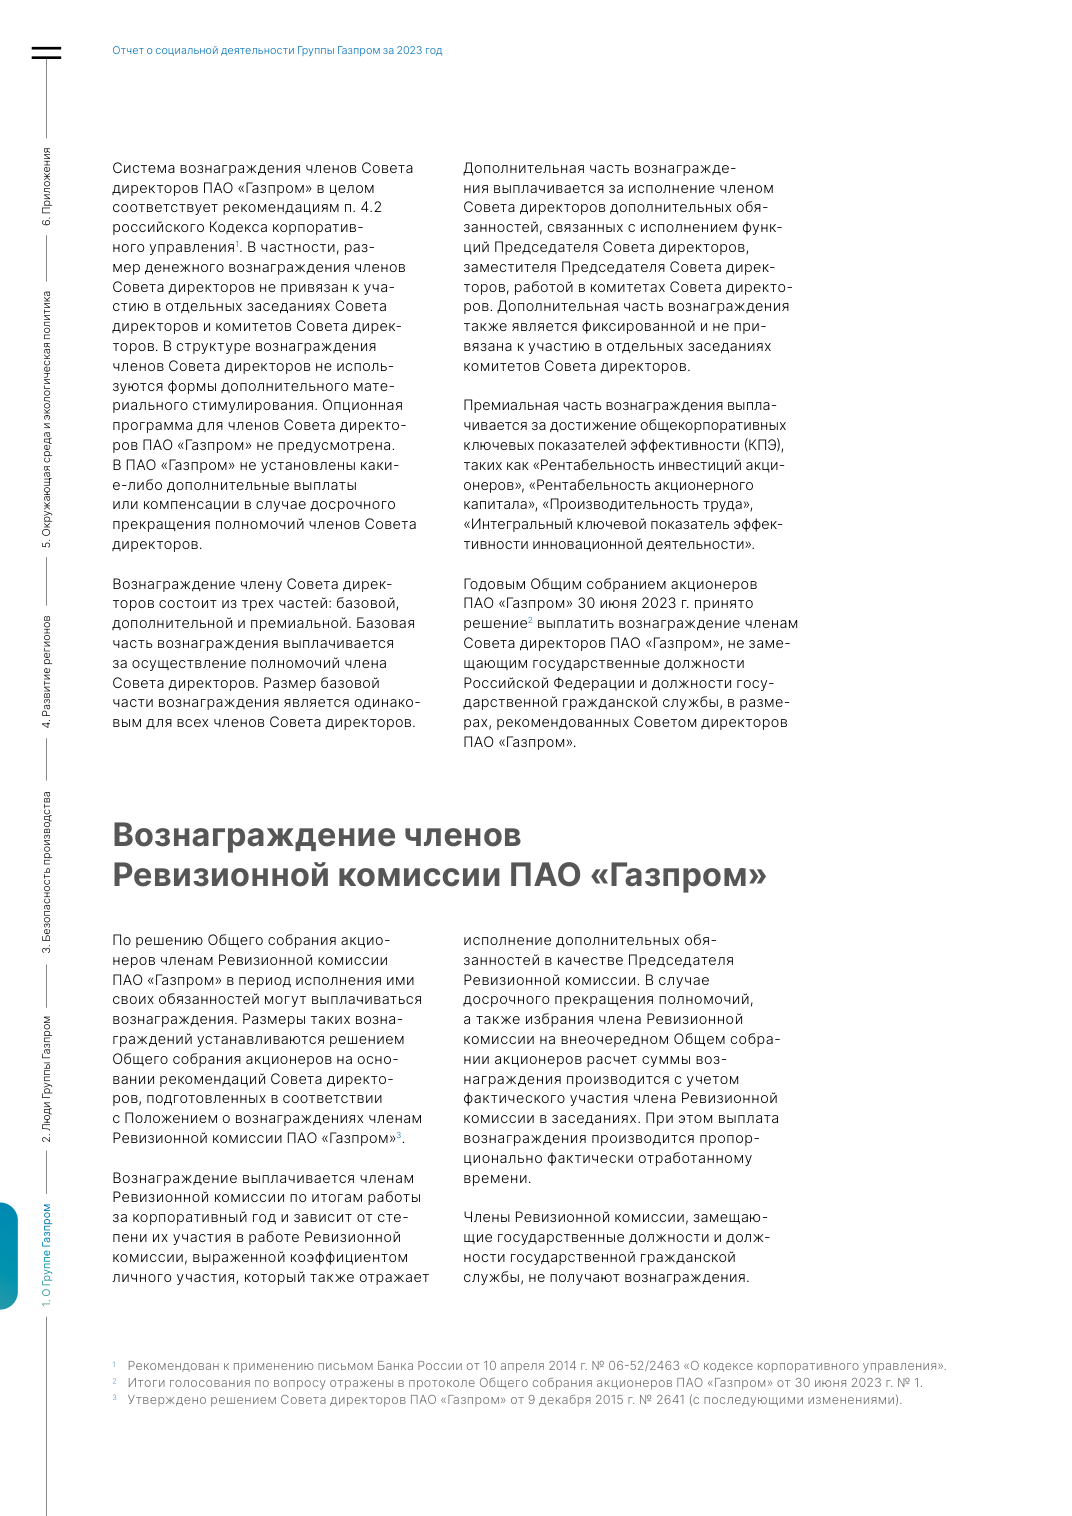 Отчет о социальной деятельности Группы Газпром за 2023 год
6. Приложения
5. Окружающая среда и экологическая политика
4. Развитие регионов
3. Безопасность производства
2. Люди Группы Газпром
1. О Группе Газпром
Система вознаграждения членов Совета
директоров ПАО «Газпром» в целом
соответствует рекомендациям п. 4.2
российского Кодекса корпоратив-
ного управления¹. В частности, раз-
мер денежного вознаграждения членов
Совета директоров не привязан к уча-
стию в отдельных заседаниях Совета
директоров и комитетов Совета дирек-
торов. В структуре вознаграждения
членов Совета директоров не исполь-
зуются формы дополнительного мате-
риального стимулирования. Опционная
программа для членов Совета директо-
ров ПАО «Газпром» не предусмотрена.
В ПАО «Газпром» не установлены каки-
е-либо дополнительные выплаты
или компенсации в случае досрочного
прекращения полномочий членов Совета
директоров.
Вознаграждение члену Совета дирек-
торов состоит из трех частей: базовой,
дополнительной и премиальной. Базовая
часть вознаграждения выплачивается
за осуществление полномочий члена
Совета директоров. Размер базовой
части вознаграждения является одинако-
вым для всех членов Совета директоров.
Дополнительная часть вознагражде-
ния выплачивается за исполнение членом
Совета директоров дополнительных обя-
занностей, связанных с исполнением функ-
ций Председателя Совета директоров,
заместителя Председателя Совета дирек-
торов, работой в комитетах Совета директо-
ров. Дополнительная часть вознаграждения
также является фиксированной и не при-
вязана к участию в отдельных заседаниях
комитетов Совета директоров.
Премиальная часть вознаграждения выпла-
чивается за достижение общекорпоративных
ключевых показателей эффективности (КПЭ),
таких как «Рентабельность инвестиций акци-
онеров», «Рентабельность акционерного
капитала», «Производительность труда»,
«Интегральный ключевой показатель эффек-
тивности инновационной деятельности».
Годовым Общим собранием акционеров
ПАО «Газпром» 30 июня 2023 г. принято
решение² выплатить вознаграждение членам
Совета директоров ПАО «Газпром», не заме-
щающим государственные должности
Российской Федерации и должности госу-
дарственной гражданской службы, в разме-
рах, рекомендованных Советом директоров
ПАО «Газпром».
Вознаграждение членов
Ревизионной комиссии ПАО «Газпром»
По решению Общего собрания акцио-
неров членам Ревизионной комиссии
ПАО «Газпром» в период исполнения ими
своих обязанностей могут выплачиваться
вознаграждения. Размеры таких возна-
граждений устанавливаются решением
Общего собрания акционеров на осно-
вании рекомендаций Совета директо-
ров, подготовленных в соответствии
с Положением о вознаграждениях членам
Ревизионной комиссии ПАО «Газпром»³.
Вознаграждение выплачивается членам
Ревизионной комиссии по итогам работы
за корпоративный год и зависит от сте-
пени их участия в работе Ревизионной
комиссии, выраженной коэффициентом
личного участия, который также отражает
исполнение дополнительных обя-
занностей в качестве Председателя
Ревизионной комиссии. В случае
досрочного прекращения полномочий,
а также избрания члена Ревизионной
комиссии на внеочередном Общем собра-
нии акционеров расчет суммы воз-
награждения производится с учетом
фактического участия члена Ревизионной
комиссии в заседаниях. При этом выплата
вознаграждения производится пропор-
ционально фактически отработанному
времени.
Члены Ревизионной комиссии, замещаю-
щие государственные должности и долж-
ности государственной гражданской
службы, не получают вознаграждения.
¹ Рекомендован к применению письмом Банка России от 10 апреля 2014 г. № 06-52/2463 «О кодексе корпоративного управления».
² Итоги голосования по вопросу отражены в протоколе Общего собрания акционеров ПАО «Газпром» от 30 июня 2023 г. № 1.
³ Утверждено решением Совета директоров ПАО «Газпром» от 9 декабря 2015 г. № 2641 (с последующими изменениями).